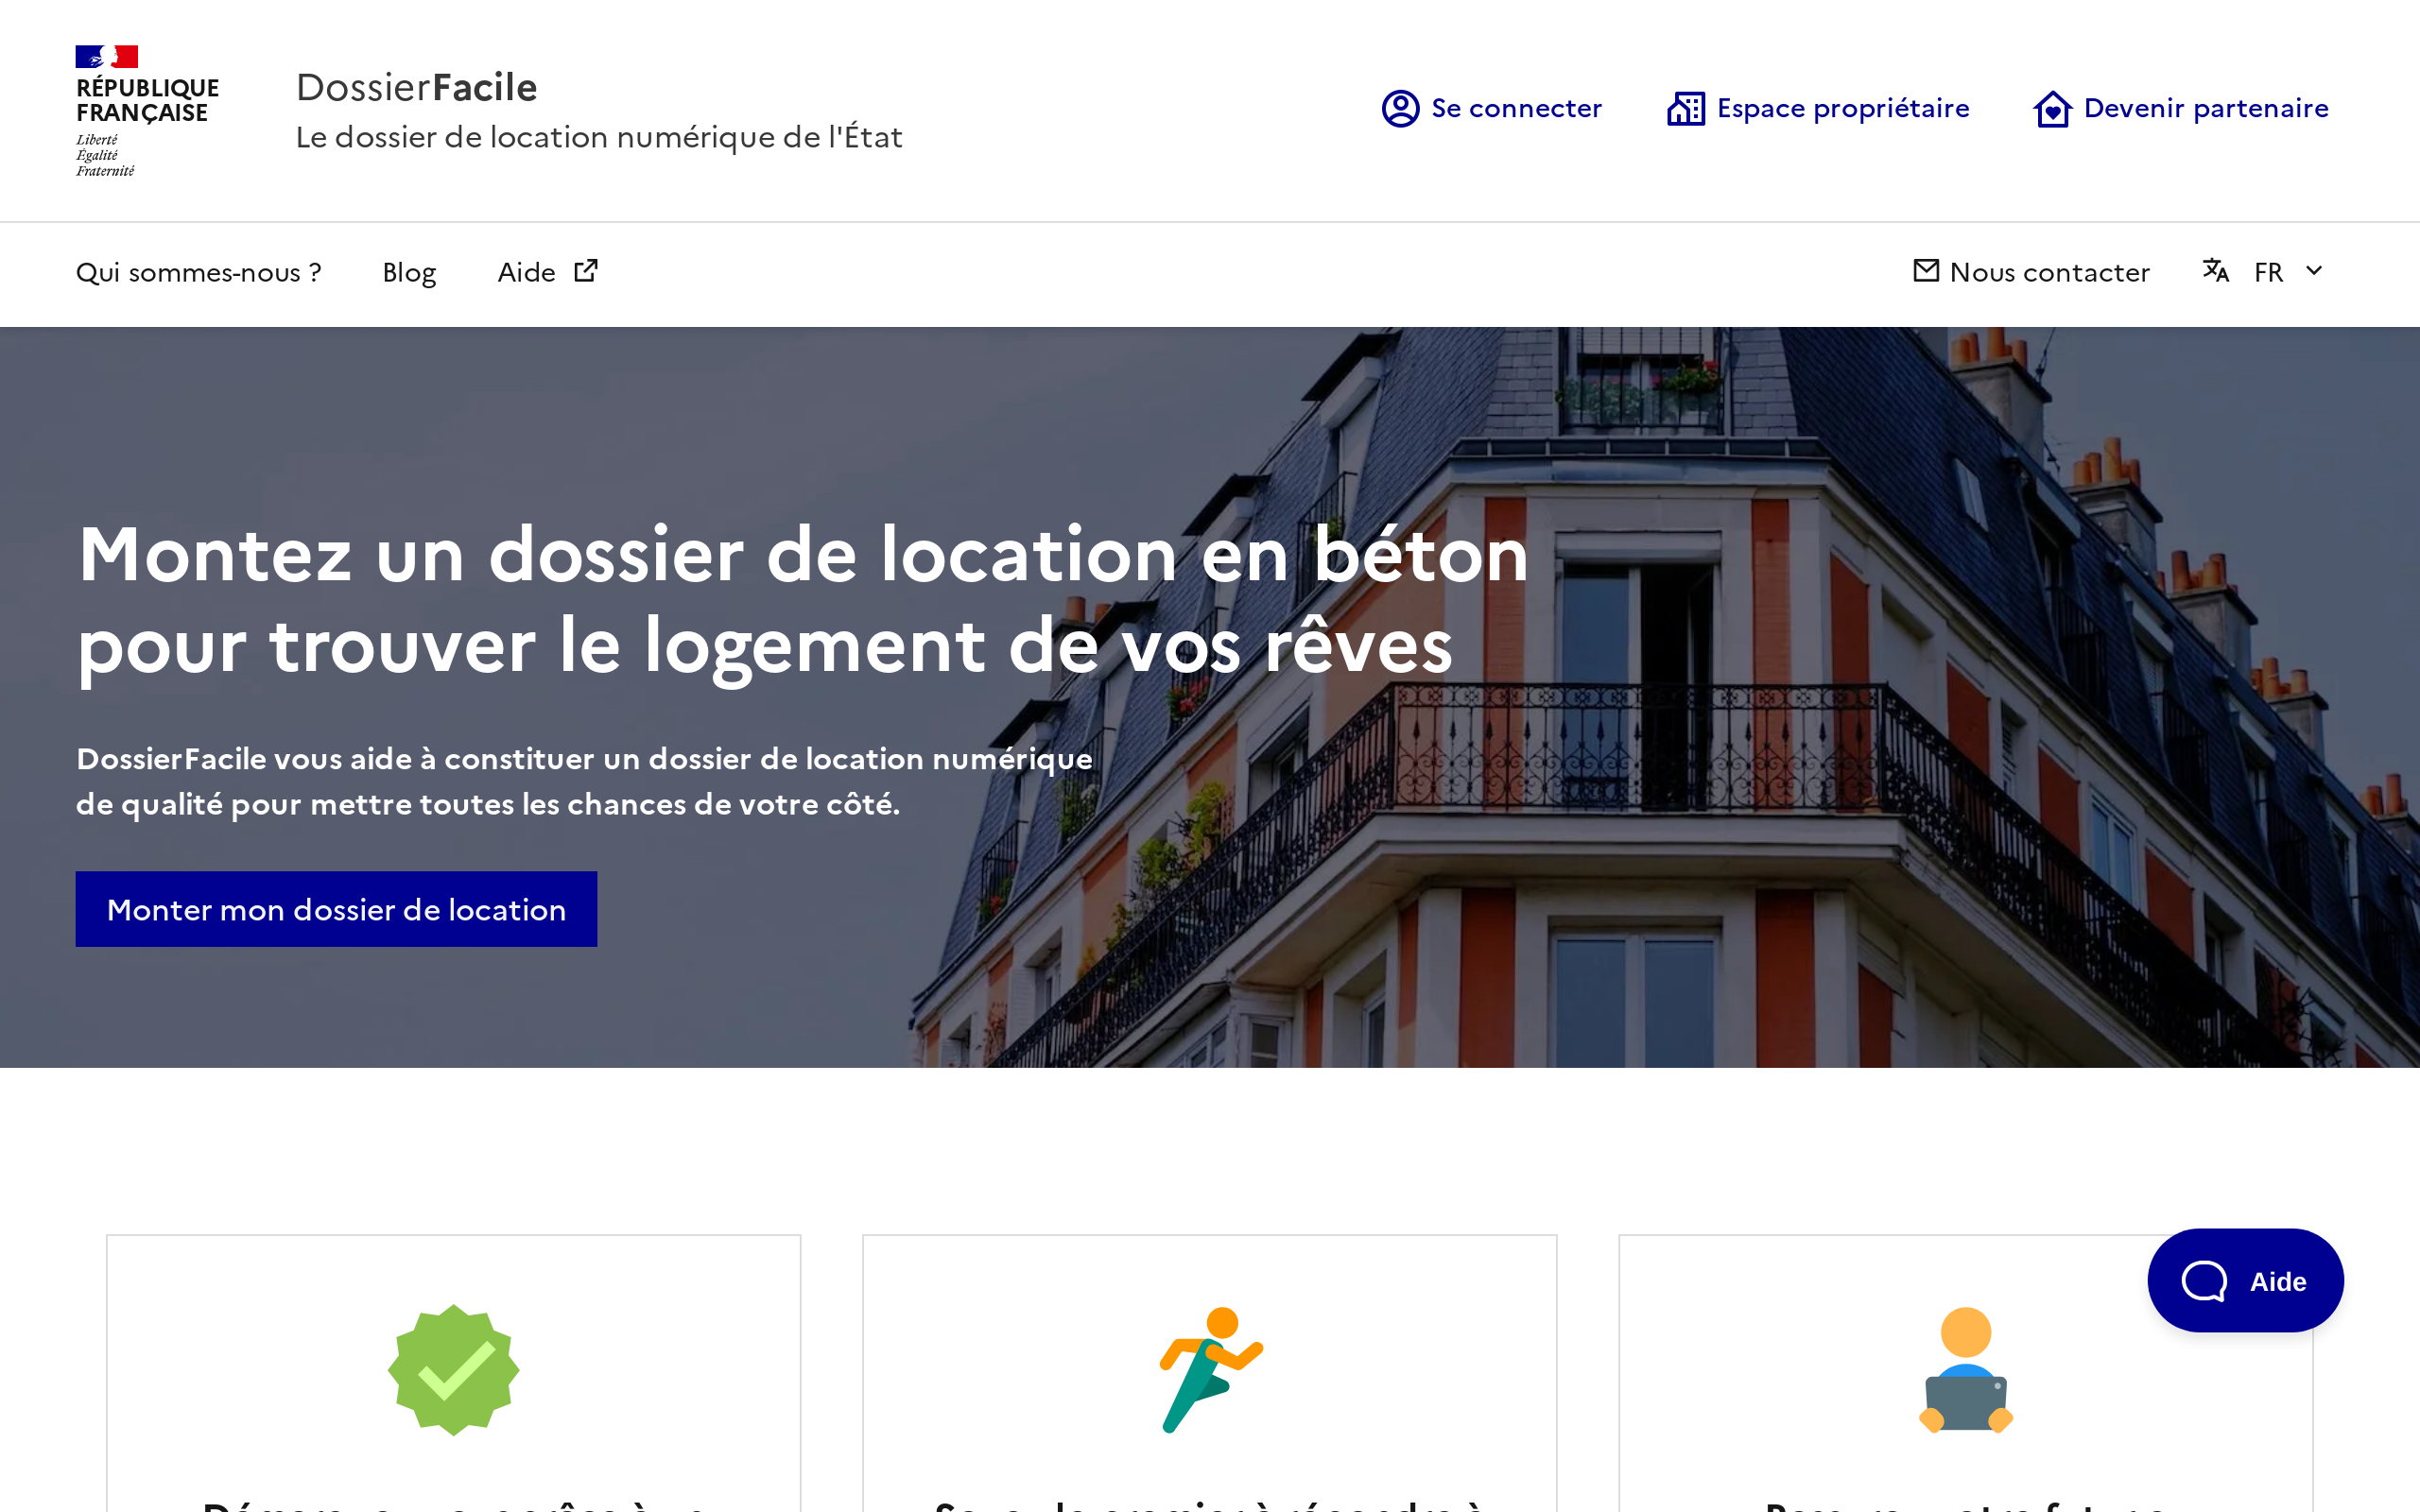 RÉPUBLIQUE
FRANÇAISE
Liberté
Égalité
Fraternité
DossierFacile
Le dossier de location numérique de l'État
Se connecter
Espace propriétaire
Devenir partenaire
Qui sommes-nous ?
Blog
Aide
Nous contacter
FR
Montez un dossier de location en béton
pour trouver le logement de vos rêves
DossierFacile vous aide à constituer un dossier de location numérique
de qualité pour mettre toutes les chances de votre côté.
Monter mon dossier de location
Aide